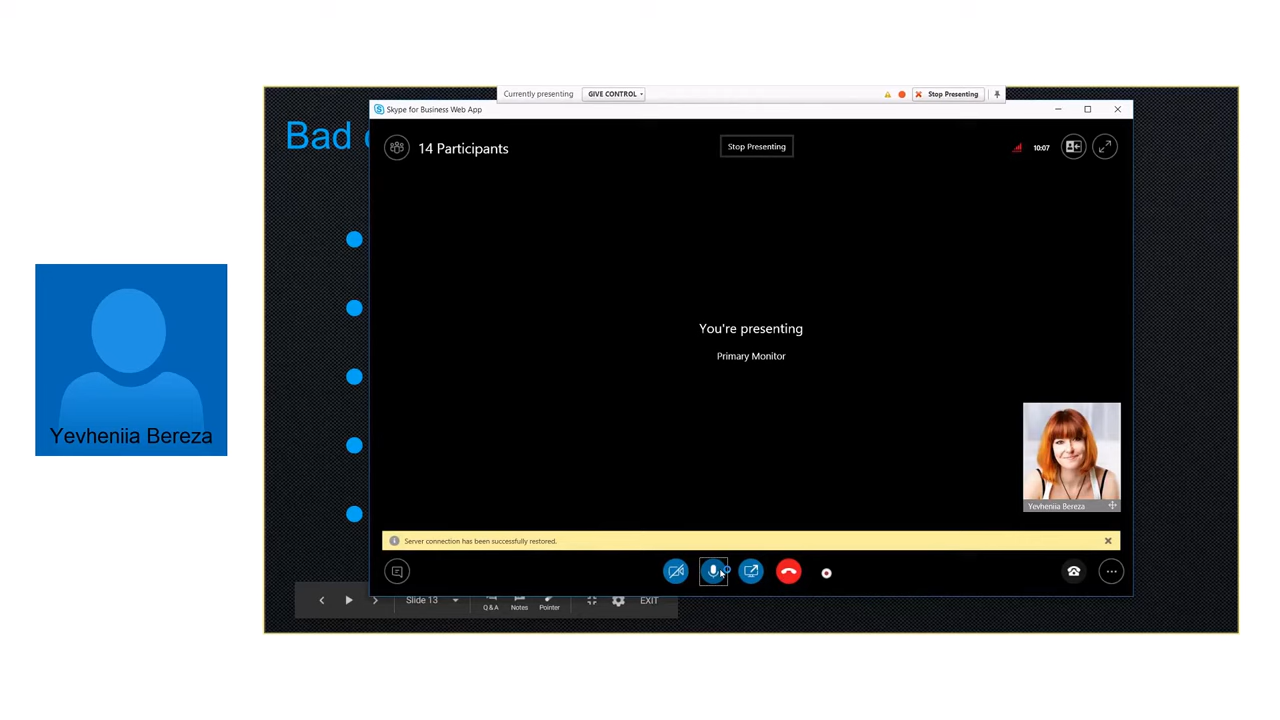 Currently presenting GIVE CONTROL Stop Presenting
Skype for Business Web App
Bad
14 Participants
Stop Presenting
10:07
You're presenting
Primary Monitor
Yevheniia Bereza
Yevheniia Bereza
Server connection has been successfully restored.
Slide 13
Q&A Notes Pointer
EXIT